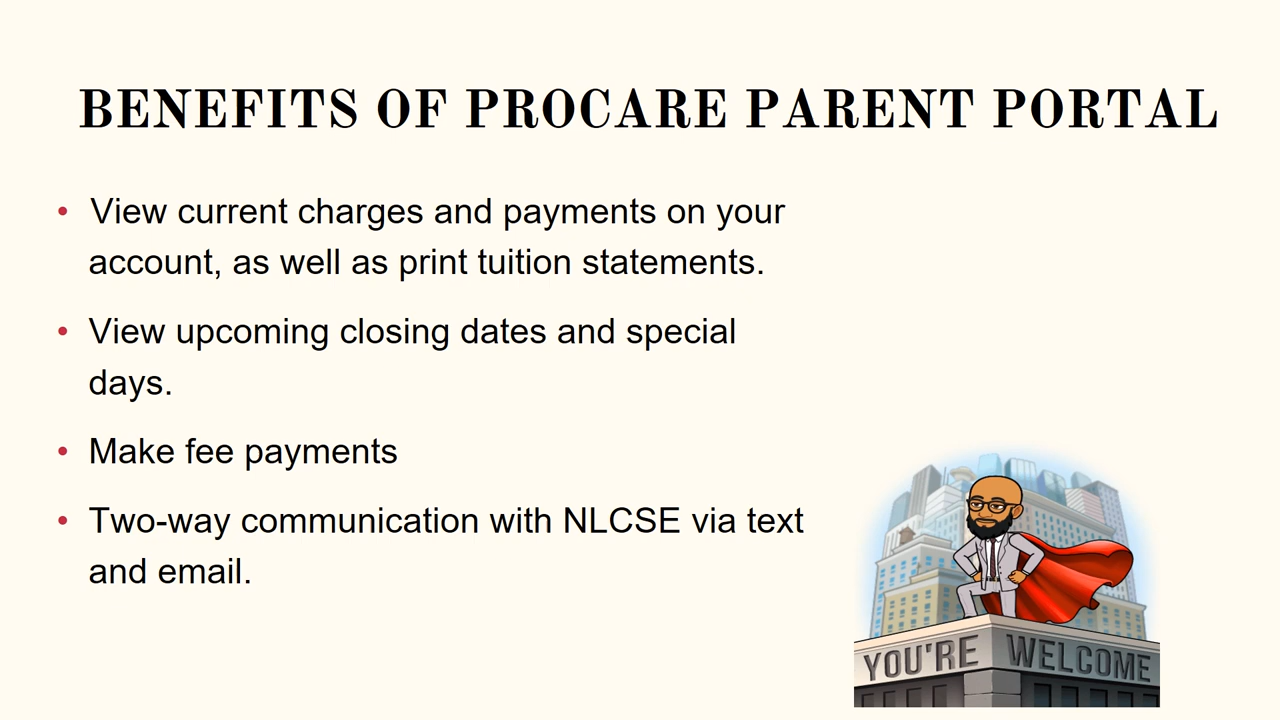 BENEFITS OF PROCARE PARENT PORTAL
• View current charges and payments on your
account, as well as print tuition statements.
• View upcoming closing dates and special
days.
• Make fee payments
• Two-way communication with NLCSE via text
and email.
YOU'RE WELCOME